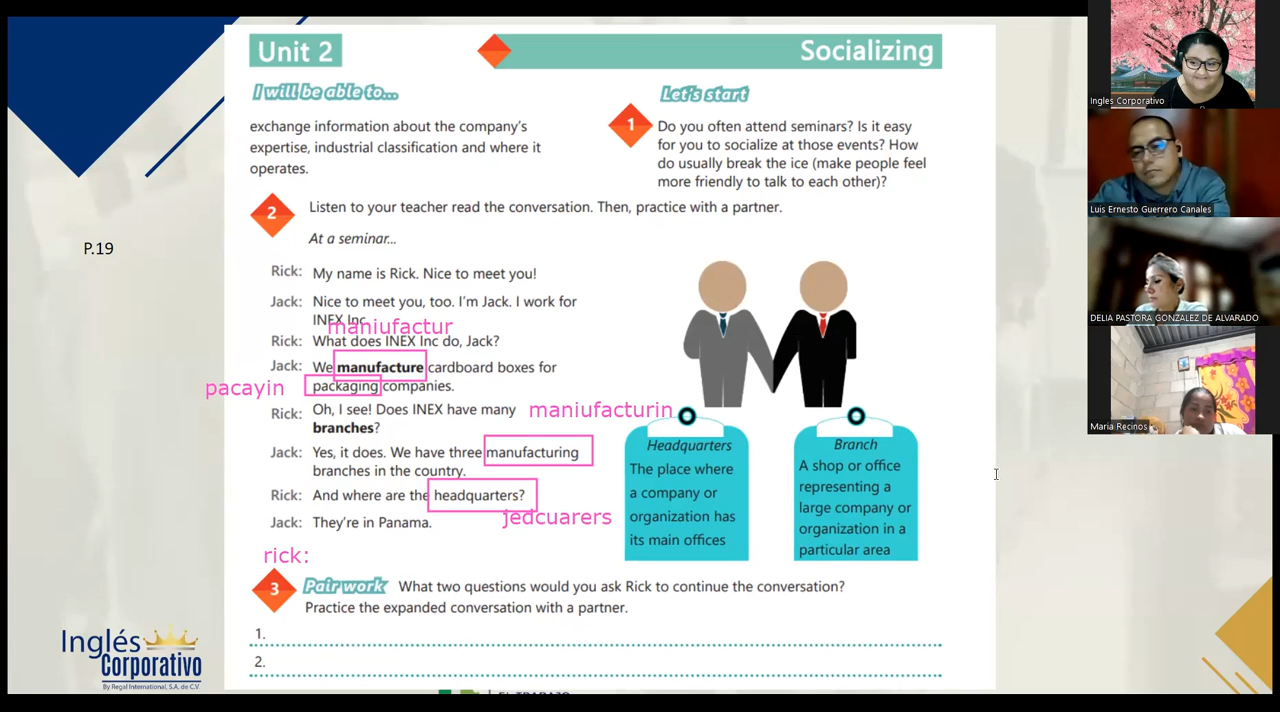 Unit 2
Socializing
I will be able to...
exchange information about the company's
expertise, industrial classification and where it
operates.
Let's start
1
Do you often attend seminars? Is it easy
for you to socialize at those events? How
do usually break the ice (make people feel
more friendly to talk to each other)?
2
Listen to your teacher read the conversation. Then, practice with a partner.
At a seminar...
P.19
Rick: My name is Rick. Nice to meet you!
Jack: Nice to meet you, too. I'm Jack. I work for
INEX Inc.
maniufactur
Rick: What does INEX Inc do, Jack?
Jack: We manufacture cardboard boxes for
pacayin
packaging companies.
Rick: Oh, I see! Does INEX have many
branches?
maniufacturin
Jack: Yes, it does. We have three manufacturing
branches in the country.
Rick: And where are the headquarters?
jedcuarers
Jack: They're in Panama.
rick:
Headquarters
The place where
a company or
organization has
its main offices
Branch
A shop or office
representing a
large company or
organization in a
particular area
3
Pair work What two questions would you ask Rick to continue the conversation?
Practice the expanded conversation with a partner.
1.
2.
Inglés
Corporativo
By Regal International, S.A. de C.V.
EL TRABAJO
Ingles Corporativo
Luis Ernesto Guerrero Canales
DELIA PASTORA GONZALEZ DE ALVARADO
Maria Recinos